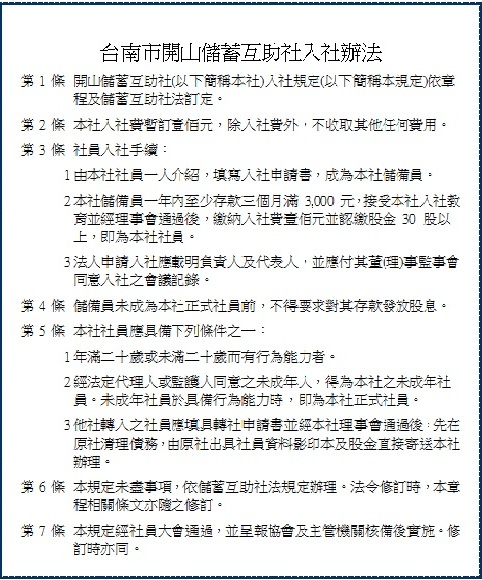 台南市開山儲蓄互助社入社辦法
第 1 條 開山儲蓄互助社(以下簡稱本社)入社規定(以下簡稱本規定)依章
程及儲蓄互助社法訂定。
第 2 條 本社入社費暫訂壹佰元，除入社費外，不收取其他任何費用。
第 3 條 社員入社手續：
1 由本社社員一人介紹，填寫入社申請書，成為本社儲備員。
2 本社儲備員一年內至少存款三個月滿 3,000 元，接受本社入社教
育並經理事會通過後，繳納入社費壹佰元並認繳股金 30 股以
上，即為本社社員。
3 法人申請入社應載明負責人及代表人，並應付其董(理)事監事會
同意入社之會議記錄。
第 4 條 儲備員未成為本社正式社員前，不得要求對其存款發放股息。
第 5 條 本社社員應具備下列條件之一：
1 年滿二十歲或未滿二十歲而有行為能力者。
2 經法定代理人或監護人同意之未成年人，得為本社之未成年社
員。未成年社員於具備行為能力時，即為本社正式社員。
3 他社轉入之社員應填具轉社申請書並經本社理事會通過後，先在
原社清理債務，由原社出具社員資料影印本及股金直接寄送本社
辦理。
第 6 條 本規定未盡事項，依儲蓄互助社法規定辦理。法令修訂時，本章
程相關條文亦隨之修訂。
第 7 條 本規定經社員大會通過，並呈報協會及主管機關核備後實施。修
訂時亦同。